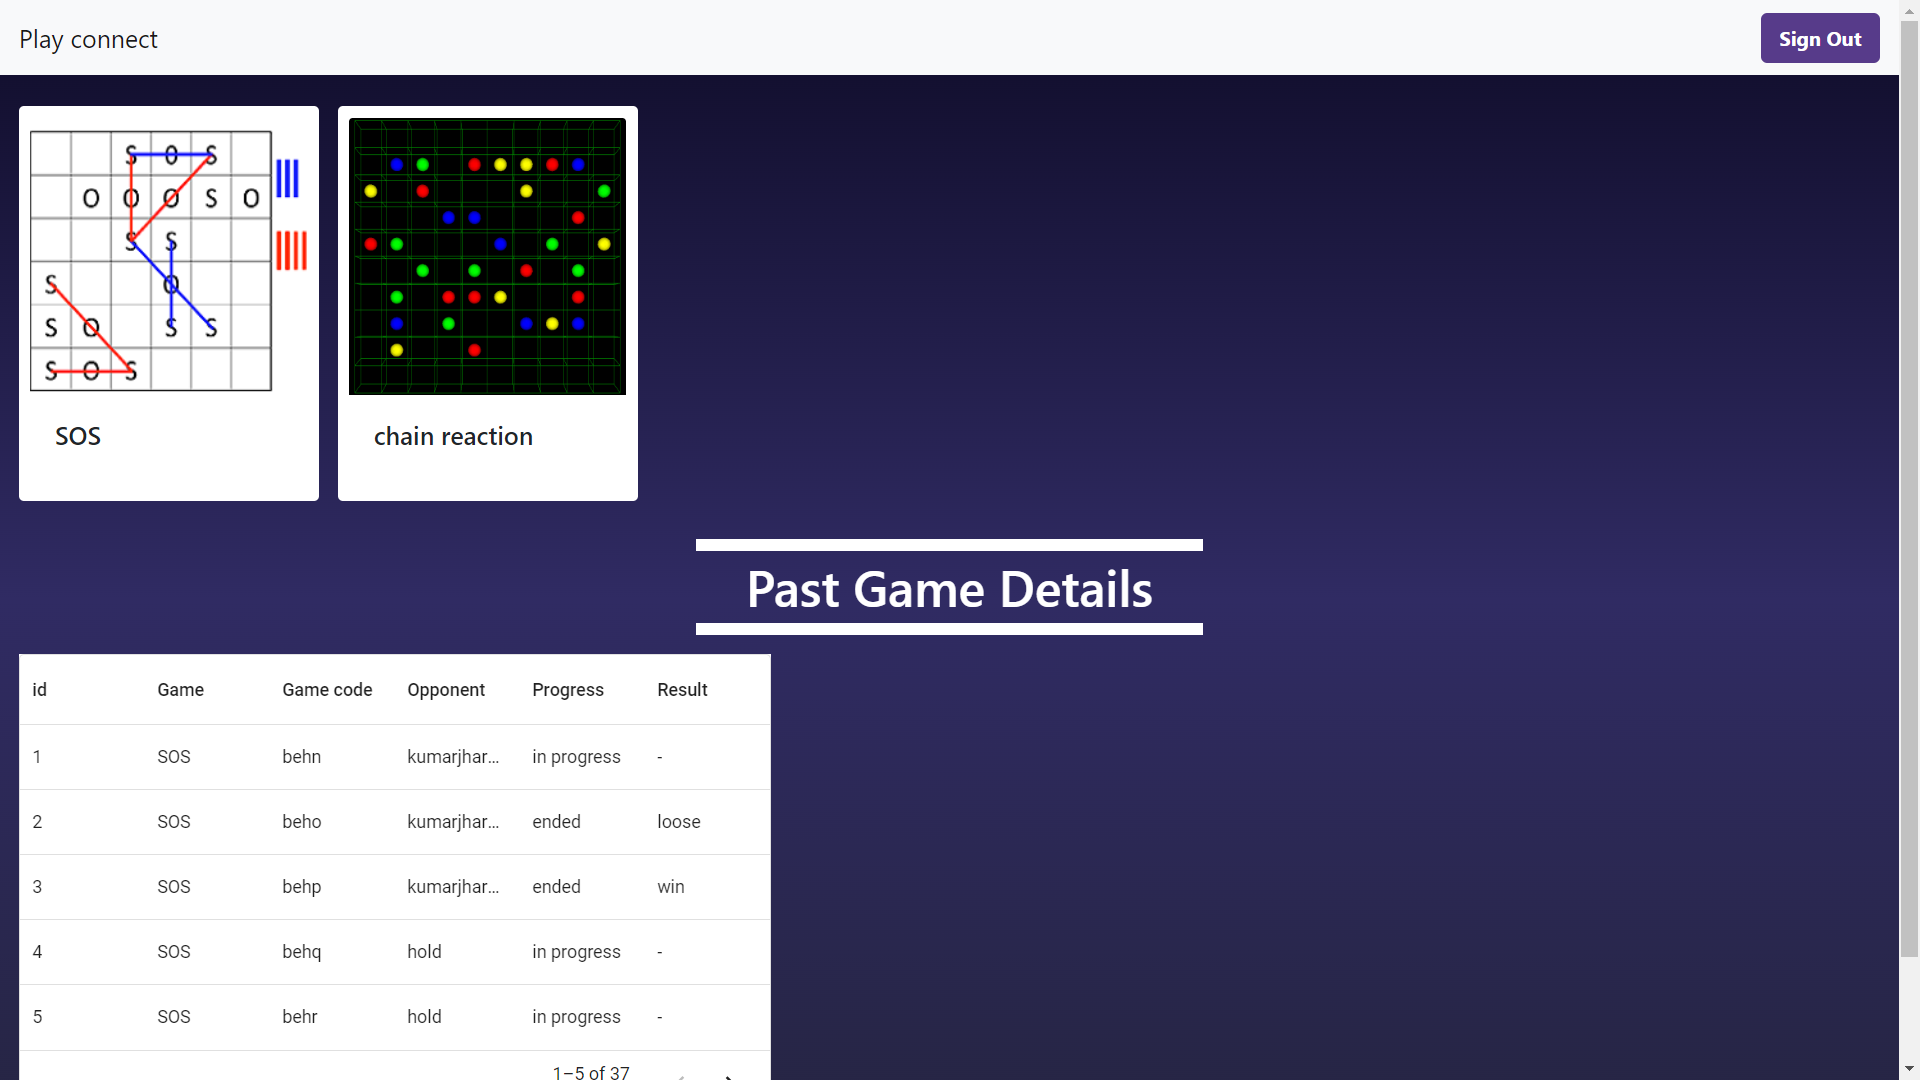 Play connect
Sign Out
S O S
O O O S O
S S
S O
S O S S
S O S
SOS
chain reaction
Past Game Details
id Game Game code Opponent Progress Result
1 SOS behn kumarjhar... in progress -
2 SOS beho kumarjhar... ended loose
3 SOS behp kumarjhar... ended win
4 SOS behq hold in progress -
5 SOS behr hold in progress -
1–5 of 37